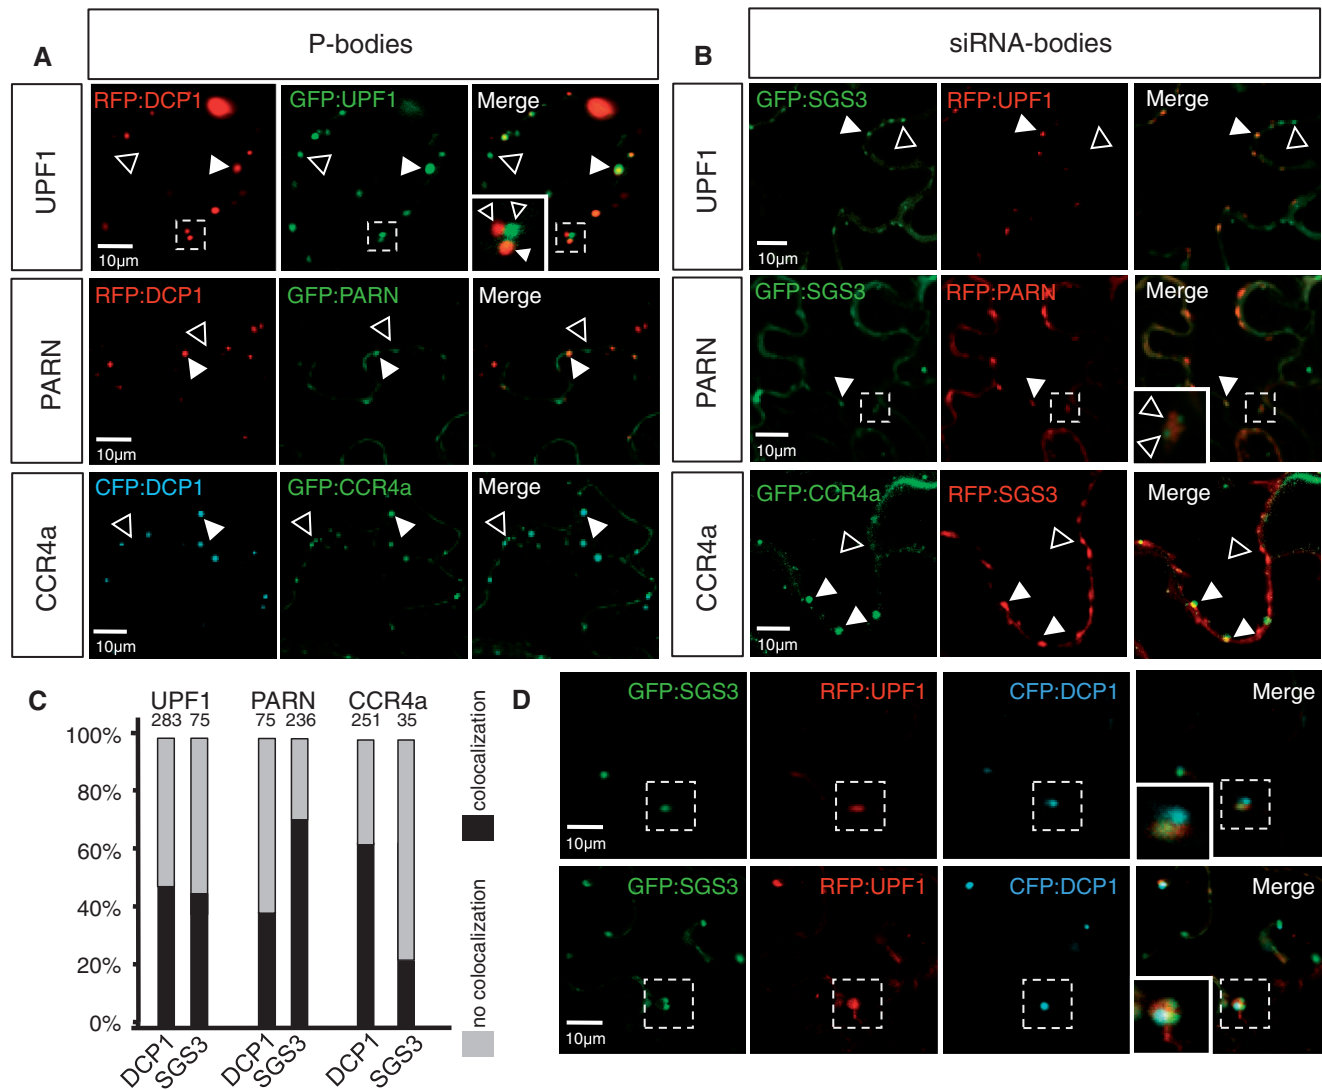 A
P-bodies
B
siRNA-bodies
UPF1
RFP:DCP1
GFP:UPF1
Merge
10µm
UPF1
GFP:SGS3
RFP:UPF1
Merge
10µm
PARN
RFP:DCP1
GFP:PARN
Merge
10µm
PARN
GFP:SGS3
RFP:PARN
Merge
10µm
CCR4a
CFP:DCP1
GFP:CCR4a
Merge
10µm
CCR4a
GFP:CCR4a
RFP:SGS3
Merge
10µm
C
UPF1 PARN CCR4a
283 75 75 236 251 35
100%
80%
60%
40%
20%
0%
DCP1 SGS3 DCP1 SGS3 DCP1 SGS3
colocalization
no colocalization
D
GFP:SGS3
RFP:UPF1
CFP:DCP1
Merge
10µm
GFP:SGS3
RFP:UPF1
CFP:DCP1
Merge
10µm